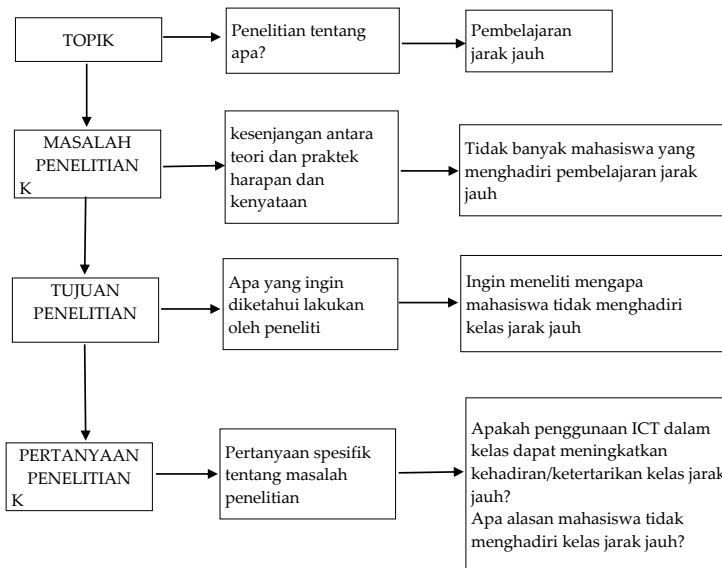 TOPIK
Penelitian tentang
apa?
Pembelajaran
jarak jauh
MASALAH
PENELITIAN
K
kesenjangan antara
teori dan praktek
harapan dan
kenyataan
Tidak banyak mahasiswa yang
menghadiri pembelajaran jarak
jauh
TUJUAN
PENELITIAN
Apa yang ingin
diketahui lakukan
oleh peneliti
Ingin meneliti mengapa
mahasiswa tidak menghadiri
kelas jarak jauh
PERTANYAAN
PENELITIAN
K
Pertanyaan spesifik
tentang masalah
penelitian
Apakah penggunaan ICT dalam
kelas dapat meningkatkan
kehadiran/ketertarikan kelas jarak
jauh?
Apa alasan mahasiswa tidak
menghadiri kelas jarak jauh?